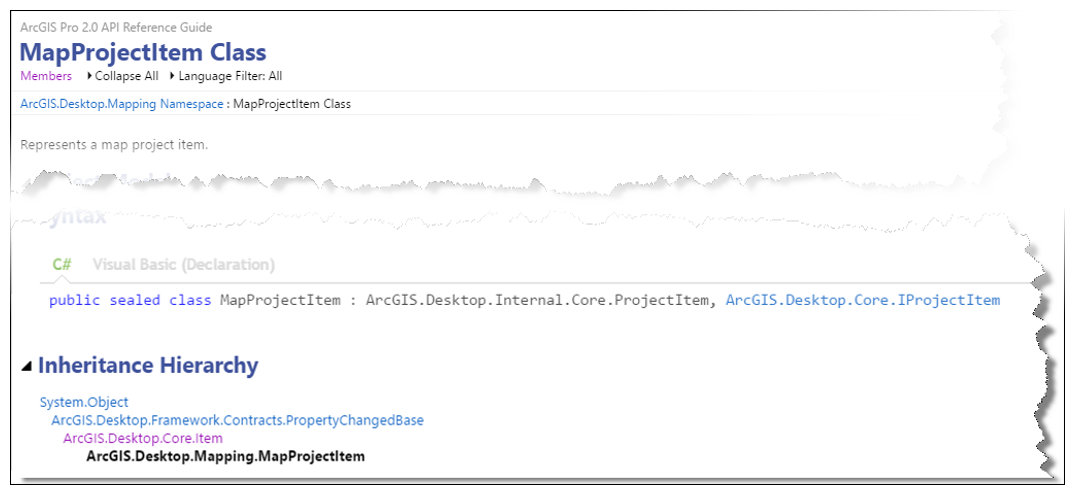 ArcGIS Pro 2.0 API Reference Guide
MapProjectItem Class
Members Collapse All Language Filter: All
ArcGIS.Desktop.Mapping Namespace : MapProjectItem Class
Represents a map project item.
C# Visual Basic (Declaration)
public sealed class MapProjectItem : ArcGIS.Desktop.Internal.Core.ProjectItem, ArcGIS.Desktop.Core.IProjectItem
Inheritance Hierarchy
System.Object
ArcGIS.Desktop.Framework.Contracts.PropertyChangedBase
ArcGIS.Desktop.Core.Item
ArcGIS.Desktop.Mapping.MapProjectItem